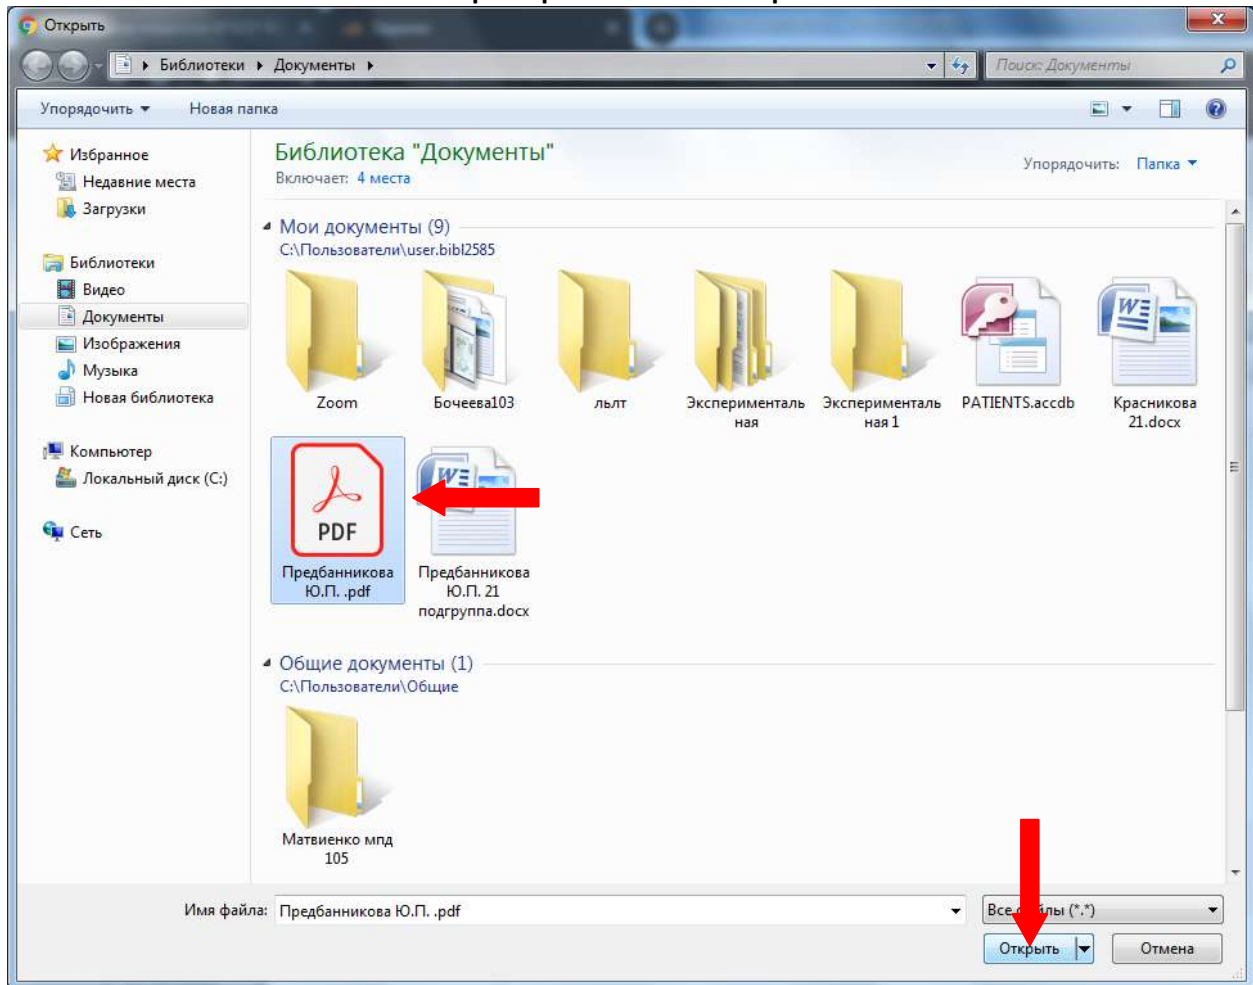 Открыть
Библиотеки
Документы
Поиск: Документы
Упорядочить
Новая папка
Избранное
Недавние места
Загрузки
Библиотеки
Видео
Документы
Изображения
Музыка
Новая библиотека
Компьютер
Локальный диск (C:)
Сеть
Библиотека "Документы"
Включает: 4 места
Упорядочить: Папка
Мои документы (9)
C:\Пользователи\user.bibl2585
Zoom
Бочеева103
льлт
Эксперименталь
ная
Эксперименталь
ная 1
PATIENTS.accdb
Красникова
21.docx
PDF
Предбанникова
Ю.П. .pdf
Предбанникова
Ю.П. 21
подгруппа.docx
Общие документы (1)
C:\Пользователи\Общие
Матвиенко мпд
105
Имя файла: Предбанникова Ю.П. .pdf
Все (*.*)
Открыть
Отмена